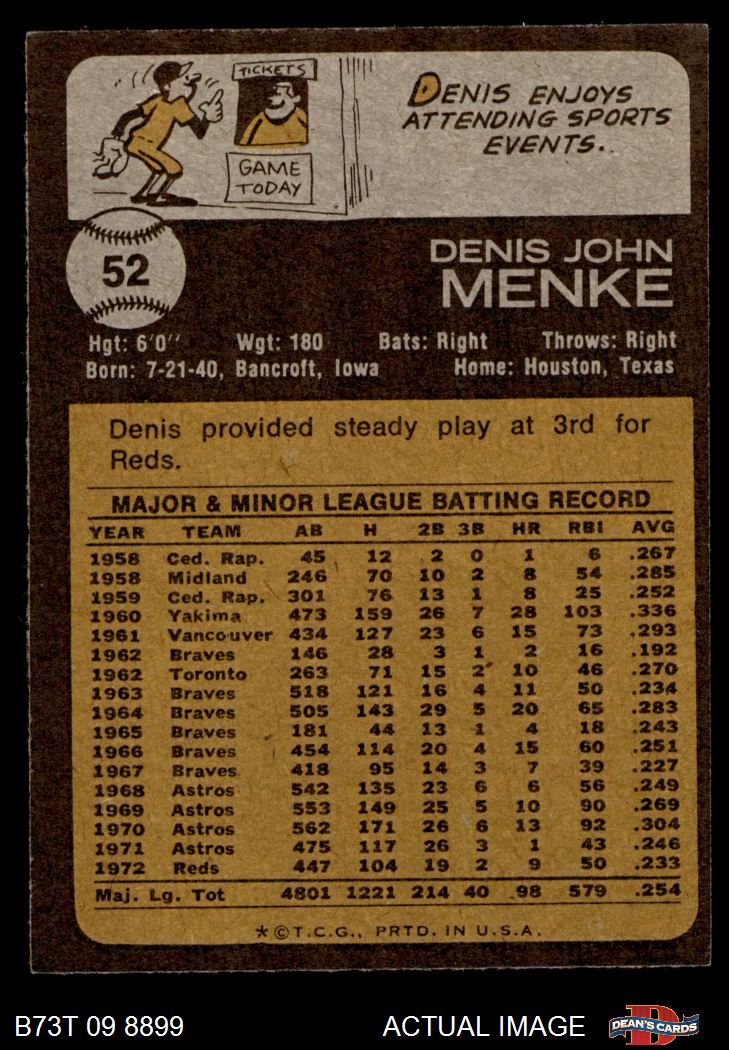 TICKETS
GAME
TODAY
DENIS ENJOYS
ATTENDING SPORTS
EVENTS..
52
DENIS JOHN
MENKE
Hgt: 6'0" Wgt: 180 Bats: Right Throws: Right
Born: 7-21-40, Bancroft, Iowa Home: Houston, Texas
Denis provided steady play at 3rd for
Reds.
MAJOR & MINOR LEAGUE BATTING RECORD
YEAR TEAM AB H 2B 3B HR RBI AVG
1958 Ced. Rap. 45 12 2 0 1 6 .267
1958 Midland 246 70 10 2 8 54 .285
1959 Ced. Rap. 301 76 13 1 8 25 .252
1960 Yakima 473 159 26 7 28 103 .336
1961 Vancouver 434 127 23 6 15 73 .293
1962 Braves 146 28 3 1 2 16 .192
1962 Toronto 263 71 15 2 10 46 .270
1963 Braves 518 121 16 4 11 50 .234
1964 Braves 505 143 29 5 20 65 .283
1965 Braves 181 44 13 1 4 18 .243
1966 Braves 454 114 20 4 15 60 .251
1967 Braves 418 95 14 3 7 39 .227
1968 Astros 542 135 23 6 6 56 .249
1969 Astros 553 149 25 5 10 90 .269
1970 Astros 562 171 26 6 13 92 .304
1971 Astros 475 117 26 3 1 43 .246
1972 Reds 447 104 19 2 9 50 .233
Maj. Lg. Tot 4801 1221 214 40 98 579 .254
*©T.C.G., PRTD. IN U.S.A.
B73T 09 8899 ACTUAL IMAGE
DEAN'S CARDS